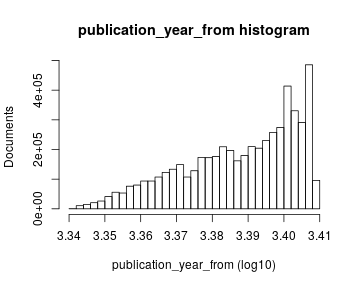 publication_year_from histogram
Documents
4e+05
2e+05
0e+00
3.34 3.35 3.36 3.37 3.38 3.39 3.40 3.41
publication_year_from (log10)